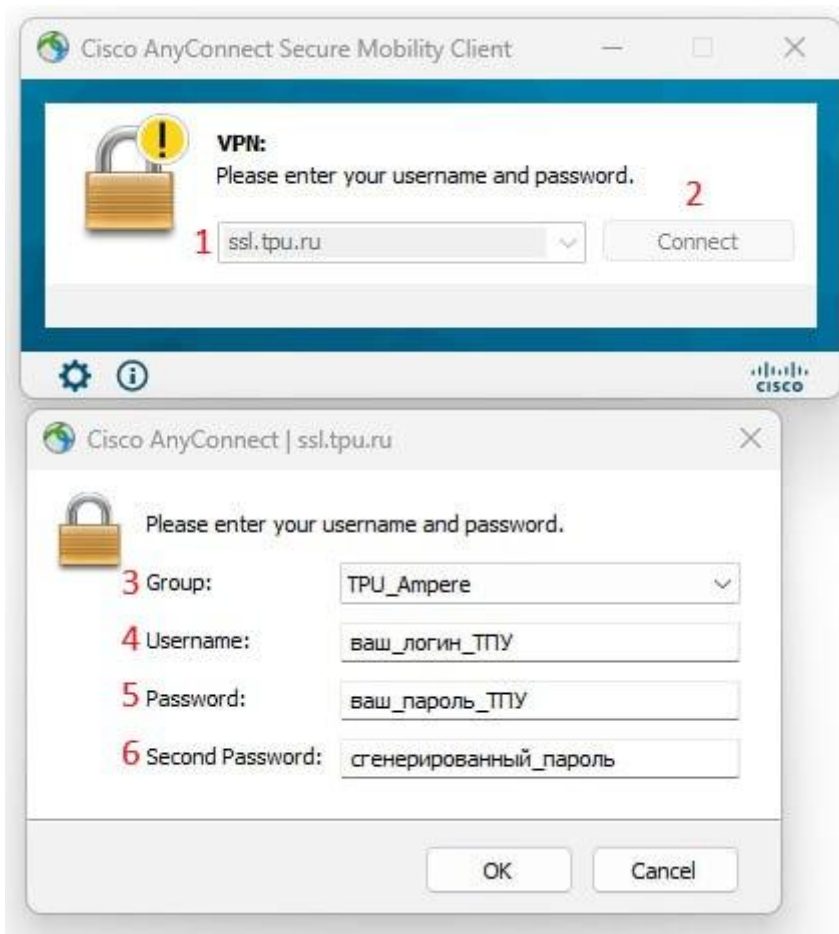 Cisco AnyConnect Secure Mobility Client
VPN:
Please enter your username and password.
2
1 ssl.tpu.ru Connect
cisco
Cisco AnyConnect | ssl.tpu.ru
Please enter your username and password.
3 Group: TPU_Ampere
4 Username: ваш_логин_ТПУ
5 Password: ваш_пароль_ТПУ
6 Second Password: сгенерированный_пароль
OK Cancel